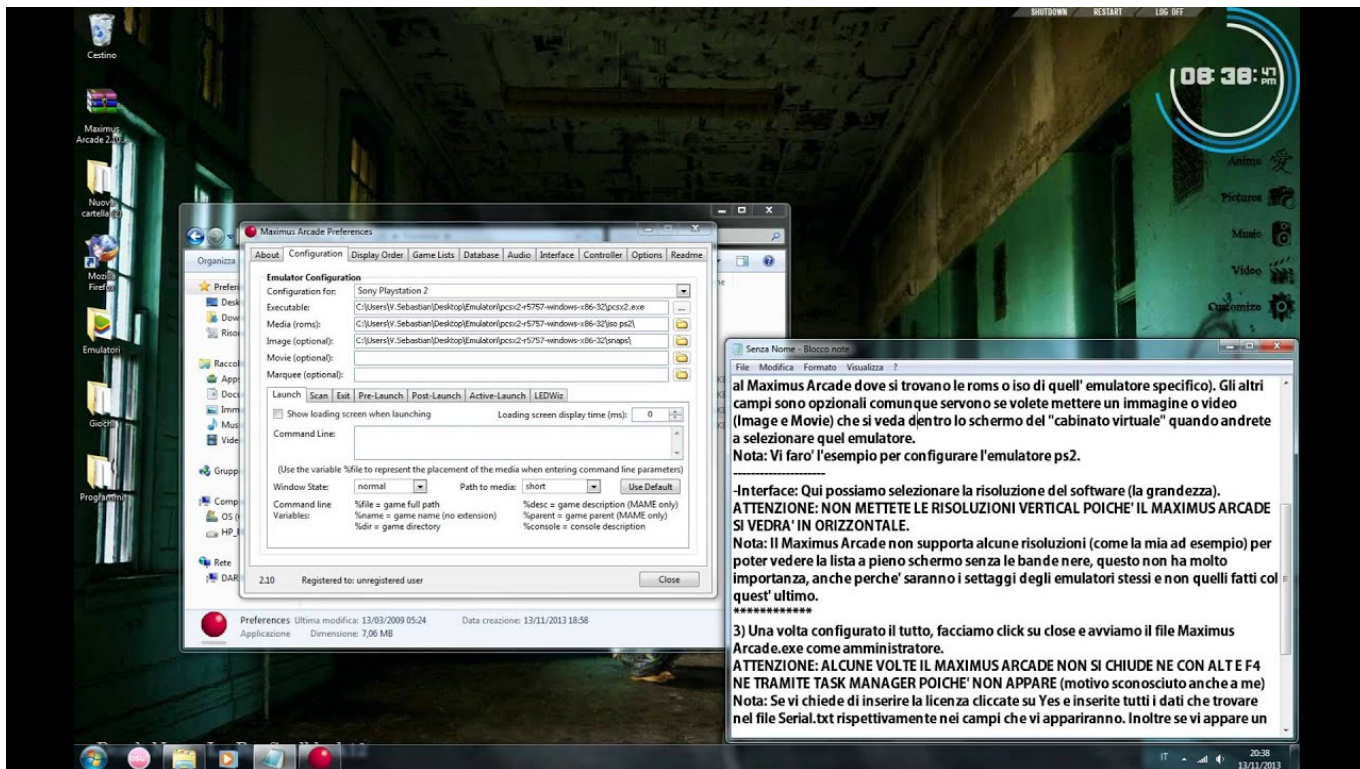 SHUTDOWN RESTART LOG OFF
08:38:47 pm
Cestino
Maximus
Arcade 2.10
Nuova
cartella (2)
Mozilla
Firefox
Emulatori
Giochi
Programmi
Anime
Pictures
Music
Video
Customize
Organizza
Maximus Arcade Preferences
About Configuration Display Order Game Lists Database Audio Interface Controller Options Readme
Emulator Configuration
Configuration for: Sony Playstation 2
Executable: C:\Users\V.Sebastian\Desktop\Emulatori\pcsx2-r5757-windows-x86-32\pcsx2.exe
Media (roms): C:\Users\V.Sebastian\Desktop\Emulatori\pcsx2-r5757-windows-x86-32\iso ps2\
Image (optional): C:\Users\V.Sebastian\Desktop\Emulatori\pcsx2-r5757-windows-x86-32\snaps\
Movie (optional):
Marquee (optional):
Launch Scan Exit Pre-Launch Post-Launch Active-Launch LEDWiz
Show loading screen when launching Loading screen display time (ms): 0
Command Line:
(Use the variable %file to represent the placement of the media when entering command line parameters)
Window State: normal Path to media: short Use Default
Command line %file = game full path %desc = game description (MAME only)
Variables: %name = game name (no extension) %parent = game parent (MAME only)
%dir = game directory %console = console description
2.10 Registered to: unregistered user Close
Preferences Ultima modifica: 13/03/2009 05:24 Data creazione: 13/11/2013 18:58
Applicazione Dimensione: 7,06 MB
Senza Nome - Blocco note
File Modifica Formato Visualizza ?
al Maximus Arcade dove si trovano le roms o iso di quell' emulatore specifico). Gli altri
campi sono opzionali comunque servono se volete mettere un immagine o video
(Image e Movie) che si veda dentro lo schermo del "cabinato virtuale" quando andrete
a selezionare quel emulatore.
Nota: Vi faro' l'esempio per configurare l'emulatore ps2.
---------------------
-Interface: Qui possiamo selezionare la risoluzione del software (la grandezza).
ATTENZIONE: NON METTETE LE RISOLUZIONI VERTICAL POICHE' IL MAXIMUS ARCADE
SI VEDRA' IN ORIZZONTALE.
Nota: Il Maximus Arcade non supporta alcune risoluzioni (come la mia ad esempio) per
poter vedere la lista a pieno schermo senza le bande nere, questo non ha molto
importanza, anche perche' saranno i settaggi degli emulatori stessi e non quelli fatti col
quest' ultimo.
************
3) Una volta configurato il tutto, facciamo click su close e avviamo il file Maximus
Arcade.exe come amministratore.
ATTENZIONE: ALCUNE VOLTE IL MAXIMUS ARCADE NON SI CHIUDE NE CON ALT E F4
NE TRAMITE TASK MANAGER POICHE' NON APPARE (motivo sconosciuto anche a me)
Nota: Se vi chiede di inserire la licenza cliccate su Yes e inserite tutti i dati che trovare
nel file Serial.txt rispettivamente nei campi che vi appariranno. Inoltre se vi appare un
IT 20:38
13/11/2013